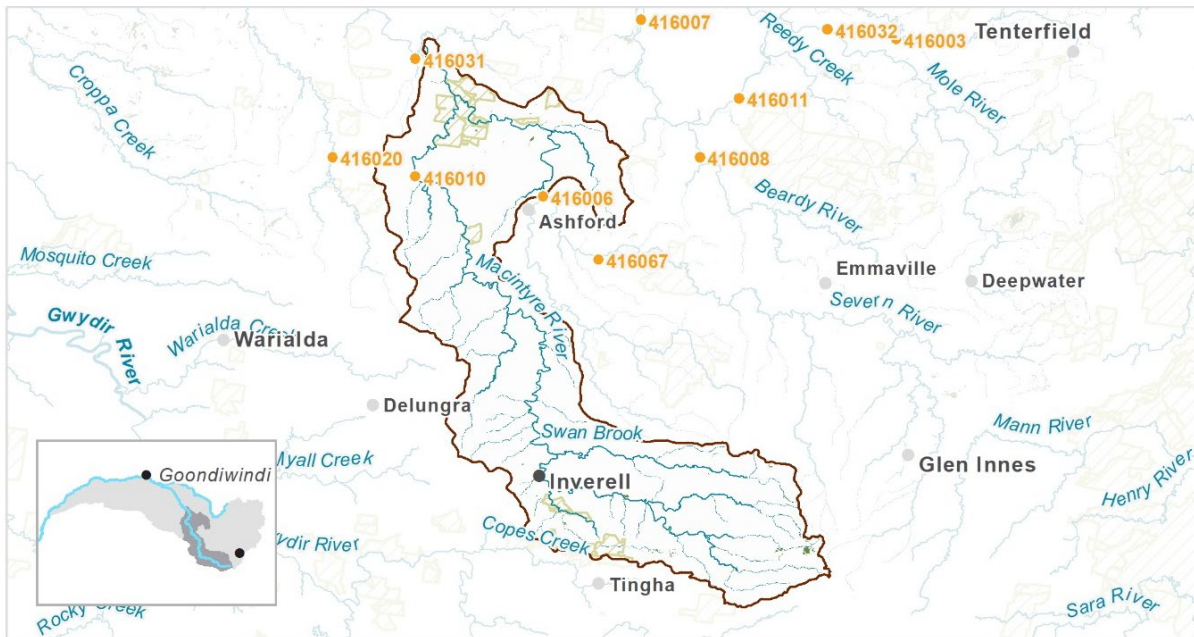 416007
Reedy Creek
416032
416003
Tenterfield
Croppa Creek
416031
Mole River
416011
416020
416010
416008
416006
Ashford
Beardy River
Mosquito Creek
Macintyre River
416067
Emmaville
Deepwater
Severn River
Gwydir River
Warialda Creek
Warialda
Delungra
Swan Brook
Mann River
Goondiwindi
Myall Creek
Inverell
Glen Innes
Henry River
Copes Creek
ydir River
Tingha
Rocky Creek
Sara River